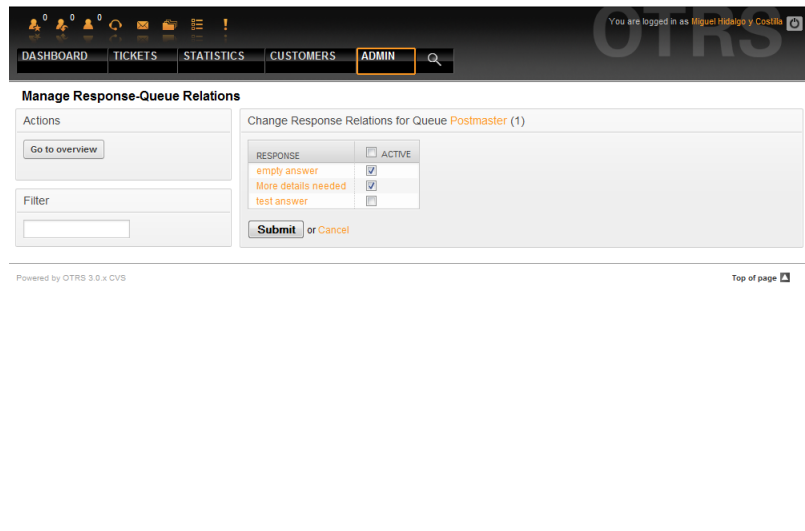 0 0 0
You are logged in as Miguel Hidalgo y Costilla
OTRS
DASHBOARD TICKETS STATISTICS CUSTOMERS ADMIN
Manage Response-Queue Relations
Actions
Go to overview
Filter
Change Response Relations for Queue Postmaster (1)
RESPONSE ACTIVE
empty answer
More details needed
test answer
Submit or Cancel
Powered by OTRS 3.0.x CVS
Top of page